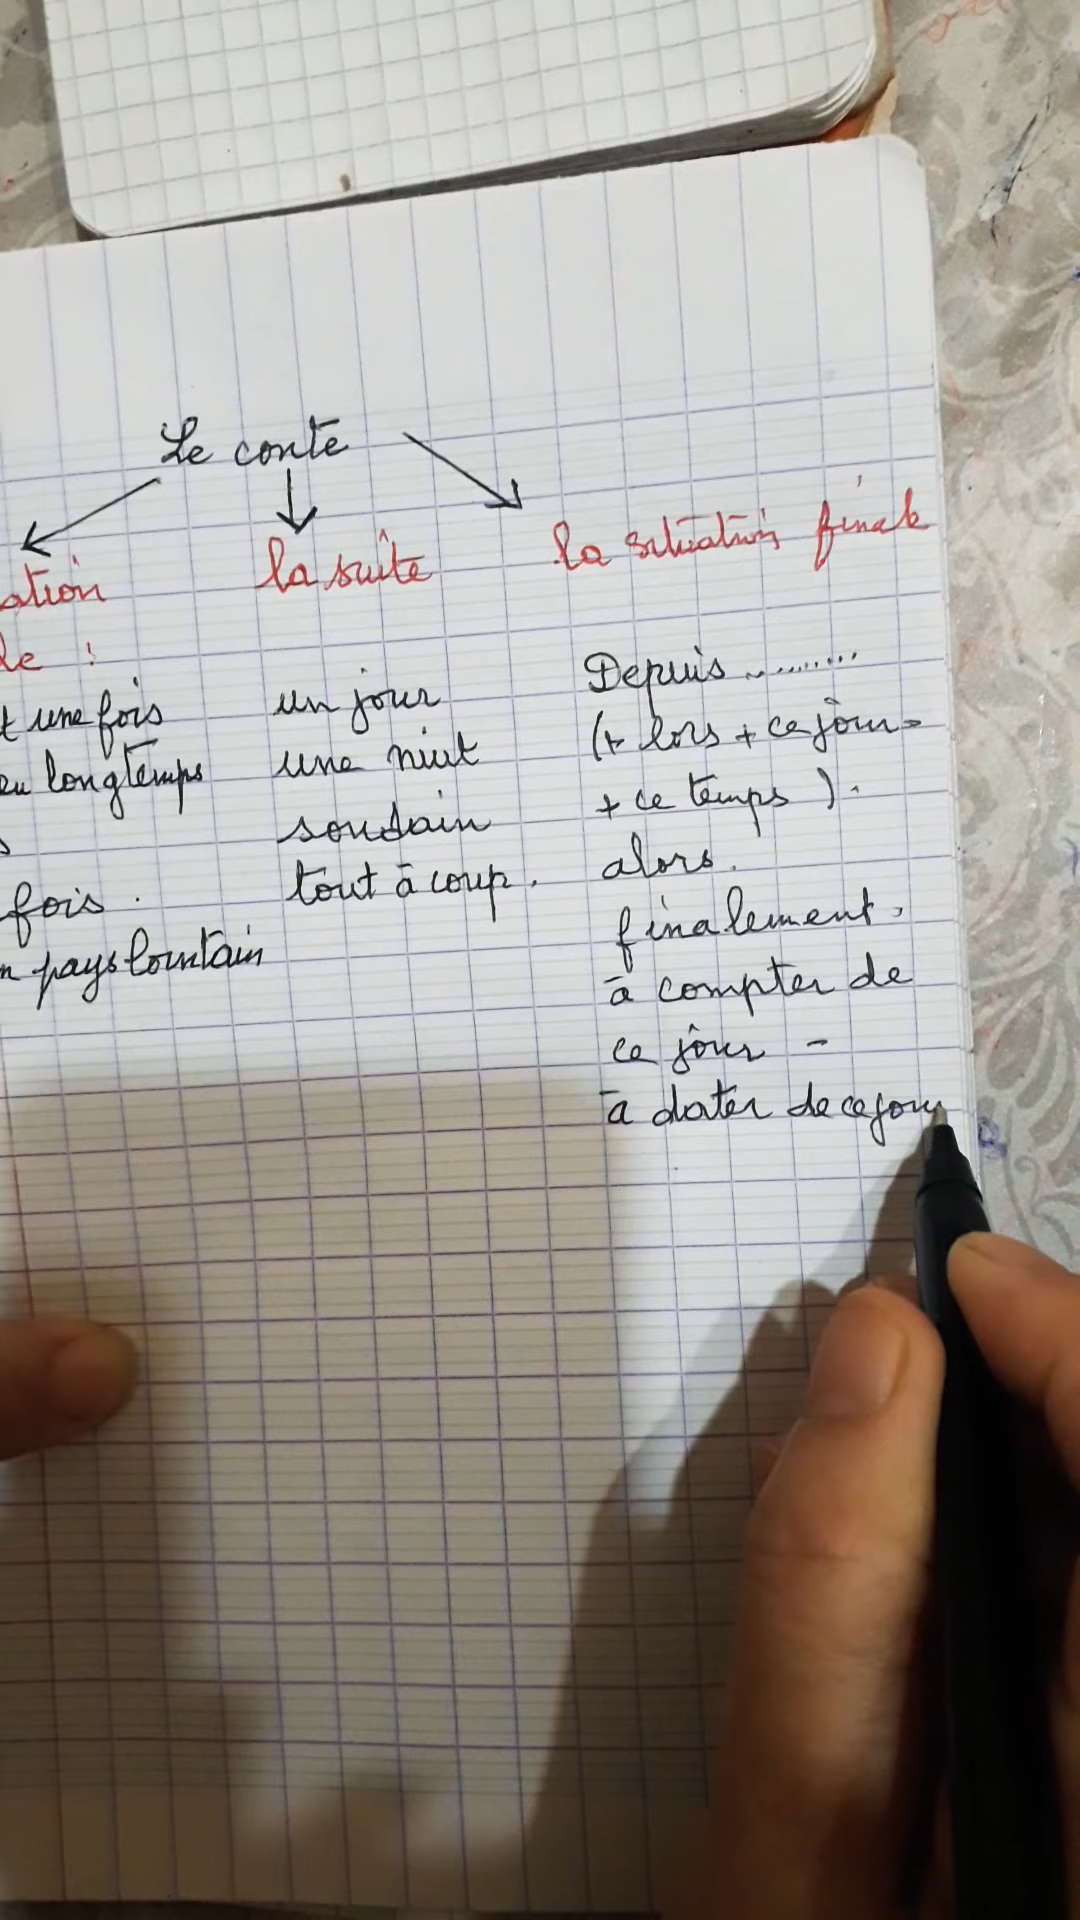 Le conte
ation
le :
t une fois
eu longtemps
s
fois.
n pays lointain
la suite
un jour
une nuit
soudain
tout à coup.
la situation finale
Depuis ..........
(+ lors + ce jour
+ ce temps ).
alors.
finalement.
à compter de
ce jour -
à dater de ce jour